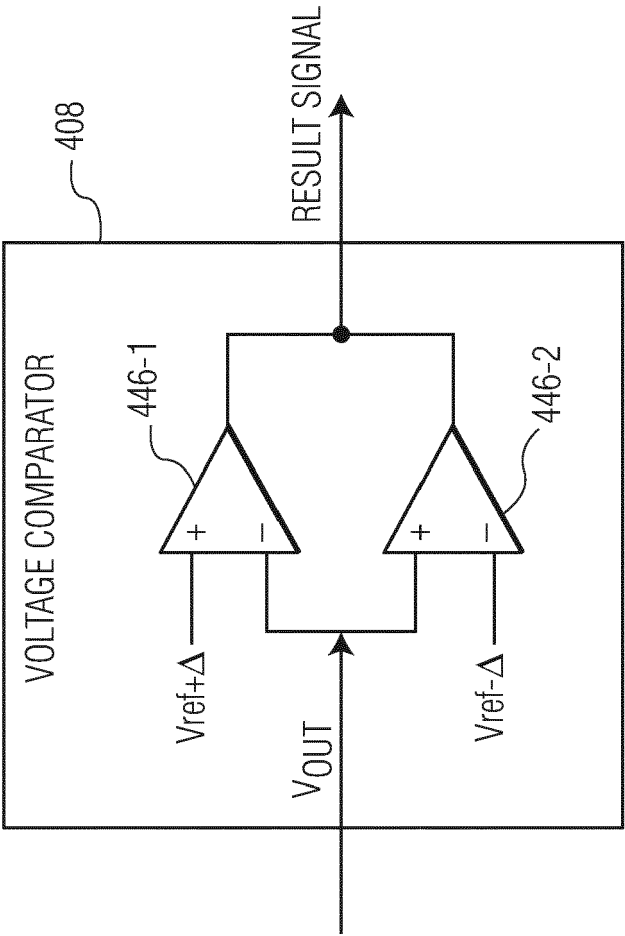 408
VOLTAGE COMPARATOR
446-1
Vref+Δ
+
−
VOUT
RESULT SIGNAL
+
−
Vref-Δ
446-2